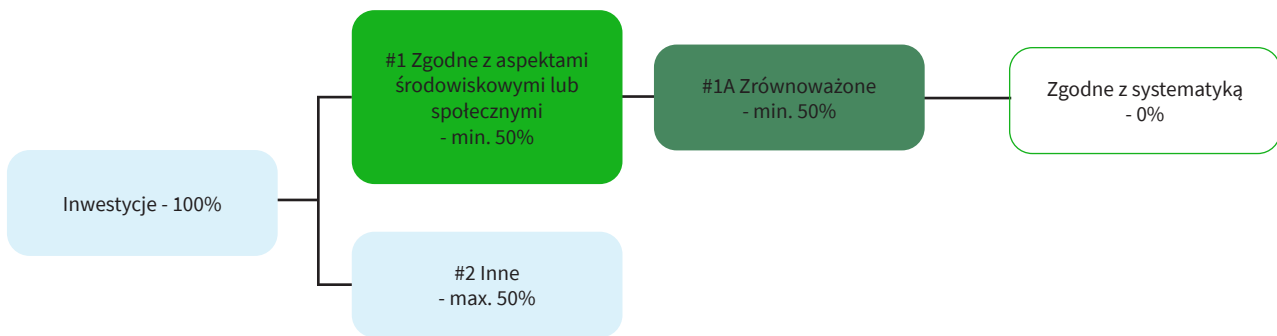 Inwestycje - 100%
#1 Zgodne z aspektami
środowiskowymi lub
społecznymi
- min. 50%
#1A Zrównoważone
- min. 50%
Zgodne z systematyką
- 0%
#2 Inne
- max. 50%